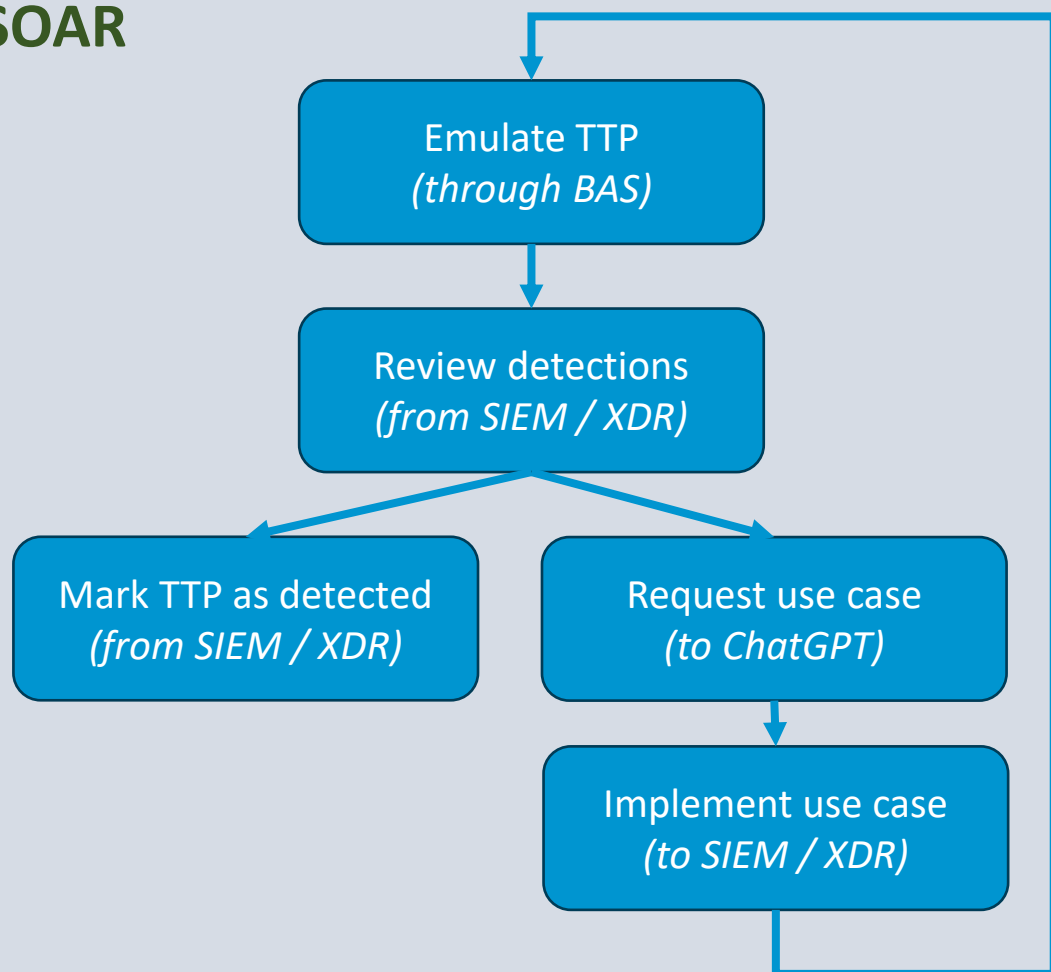 SOAR
Emulate TTP
(through BAS)
Review detections
(from SIEM / XDR)
Mark TTP as detected
(from SIEM / XDR)
Request use case
(to ChatGPT)
Implement use case
(to SIEM / XDR)